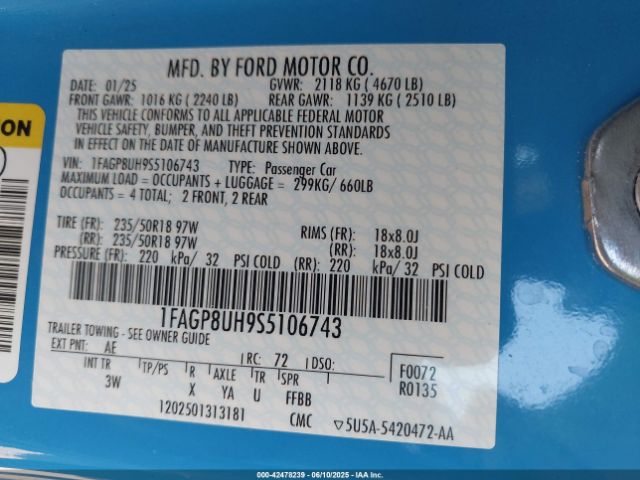 MFD. BY FORD MOTOR CO.
DATE: 01/25 GVWR: 2118 KG ( 4670 LB)
FRONT GAWR: 1016 KG ( 2240 LB) REAR GAWR: 1139 KG ( 2510 LB)
THIS VEHICLE CONFORMS TO ALL APPLICABLE FEDERAL MOTOR
VEHICLE SAFETY, BUMPER, AND THEFT PREVENTION STANDARDS
IN EFFECT ON THE DATE OF MANUFACTURE SHOWN ABOVE.
VIN: 1FAGP8UH9S5106743 TYPE: Passenger Car
MAXIMUM LOAD = OCCUPANTS + LUGGAGE = 299KG/ 660LB
OCCUPANTS = 4 TOTAL; 2 FRONT, 2 REAR
TIRE (FR): 235/50R18 97W RIMS (FR): 18x8.0J
(RR): 235/50R18 97W (RR): 18x8.0J
PRESSURE (FR): 220 kPa/ 32 PSI COLD (RR): 220 kPa/ 32 PSI COLD
1FAGP8UH9S5106743
TRAILER TOWING - SEE OWNER GUIDE
EXT PNT: AE RC: 72 DSO: F0072
R0135
INT TR TP/PS R AXLE TR SPR
3W X YA U FFBB
1202501313181 CMC ▽5U5A-5420472-AA
ION
000-42478239 - 06/10/2025 - IAA Inc.